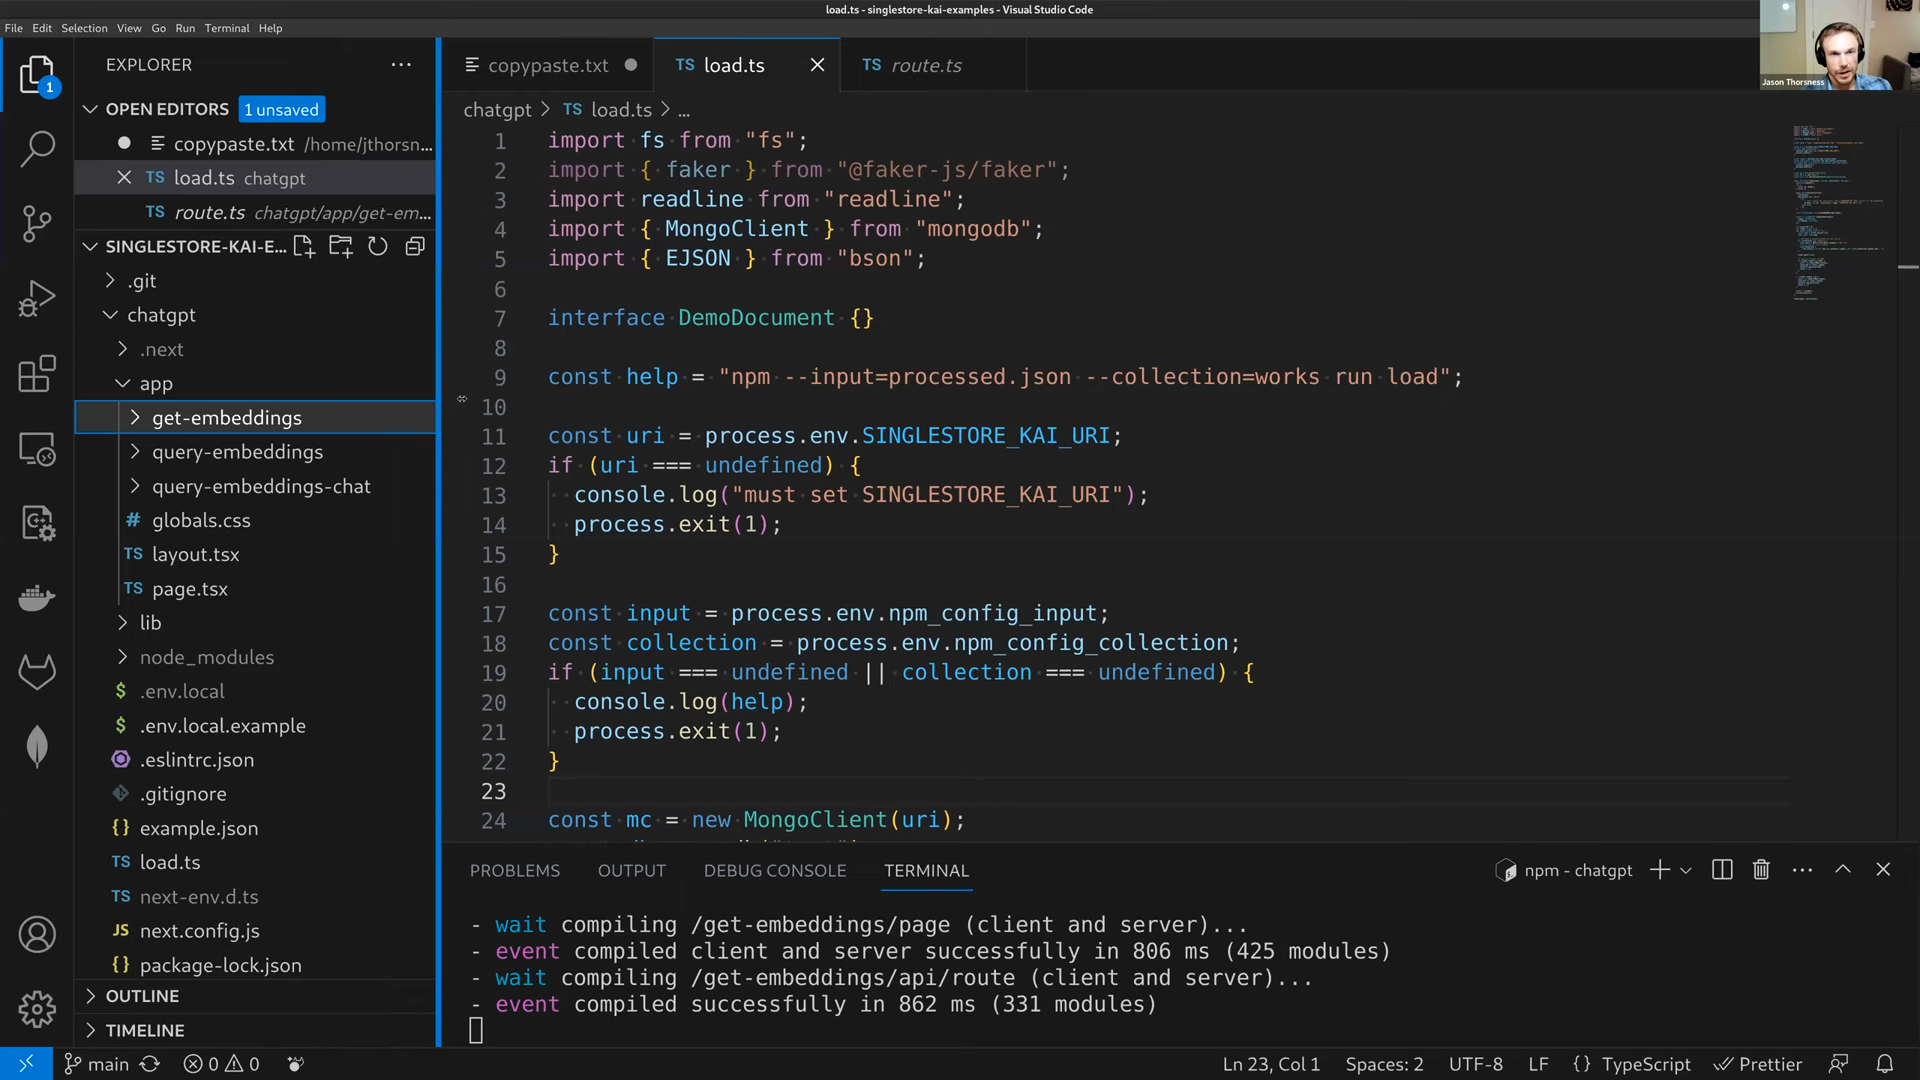 load.ts - singlestore-kai-examples - Visual Studio Code
File Edit Selection View Go Run Terminal Help
Jason Thorsness
EXPLORER
OPEN EDITORS 1 unsaved
copypaste.txt /home/jthorsn...
load.ts chatgpt
route.ts chatgpt/app/get-em...
SINGLESTORE-KAI-E...
.git
chatgpt
.next
app
get-embeddings
query-embeddings
query-embeddings-chat
globals.css
layout.tsx
page.tsx
lib
node_modules
.env.local
.env.local.example
.eslintrc.json
.gitignore
example.json
load.ts
next-env.d.ts
next.config.js
package-lock.json
OUTLINE
TIMELINE
copypaste.txt
TS load.ts
TS route.ts
chatgpt > TS load.ts > ...
1 import fs from "fs";
2 import { faker } from "@faker-js/faker";
3 import readline from "readline";
4 import { MongoClient } from "mongodb";
5 import { EJSON } from "bson";
6
7 interface DemoDocument {}
8
9 const help = "npm --input=processed.json --collection=works run load";
10
11 const uri = process.env.SINGLESTORE_KAI_URI;
12 if (uri === undefined) {
13 console.log("must set SINGLESTORE_KAI_URI");
14 process.exit(1);
15 }
16
17 const input = process.env.npm_config_input;
18 const collection = process.env.npm_config_collection;
19 if (input === undefined || collection === undefined) {
20 console.log(help);
21 process.exit(1);
22 }
23
24 const mc = new MongoClient(uri);
PROBLEMS OUTPUT DEBUG CONSOLE TERMINAL
npm - chatgpt
- wait compiling /get-embeddings/page (client and server)...
- event compiled client and server successfully in 806 ms (425 modules)
- wait compiling /get-embeddings/api/route (client and server)...
- event compiled successfully in 862 ms (331 modules)
main 0 0
Ln 23, Col 1 Spaces: 2 UTF-8 LF {} TypeScript Prettier